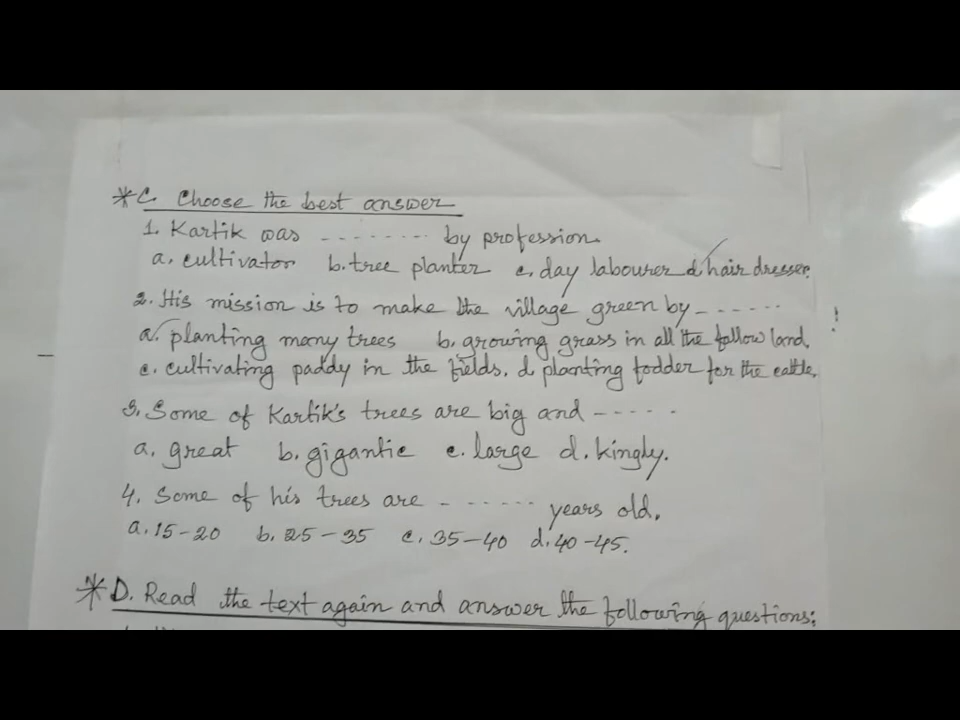 *C. Choose the best answer
1. Kartik was -------- by profession.
a. cultivator b. tree planter c. day labourer d hair dresser.
2. His mission is to make the village green by ------
a. planting many trees b. growing grass in all the fallow land.
c. cultivating paddy in the fields. d planting fodder for the cattle.
3. Some of Kartik's trees are big and -----
a. great b. gigantic c. large d. kingly.
4. Some of his trees are ------ years old.
a. 15-20 b. 25-35 c. 35-40 d. 40-45.
*D. Read the text again and answer the following questions: